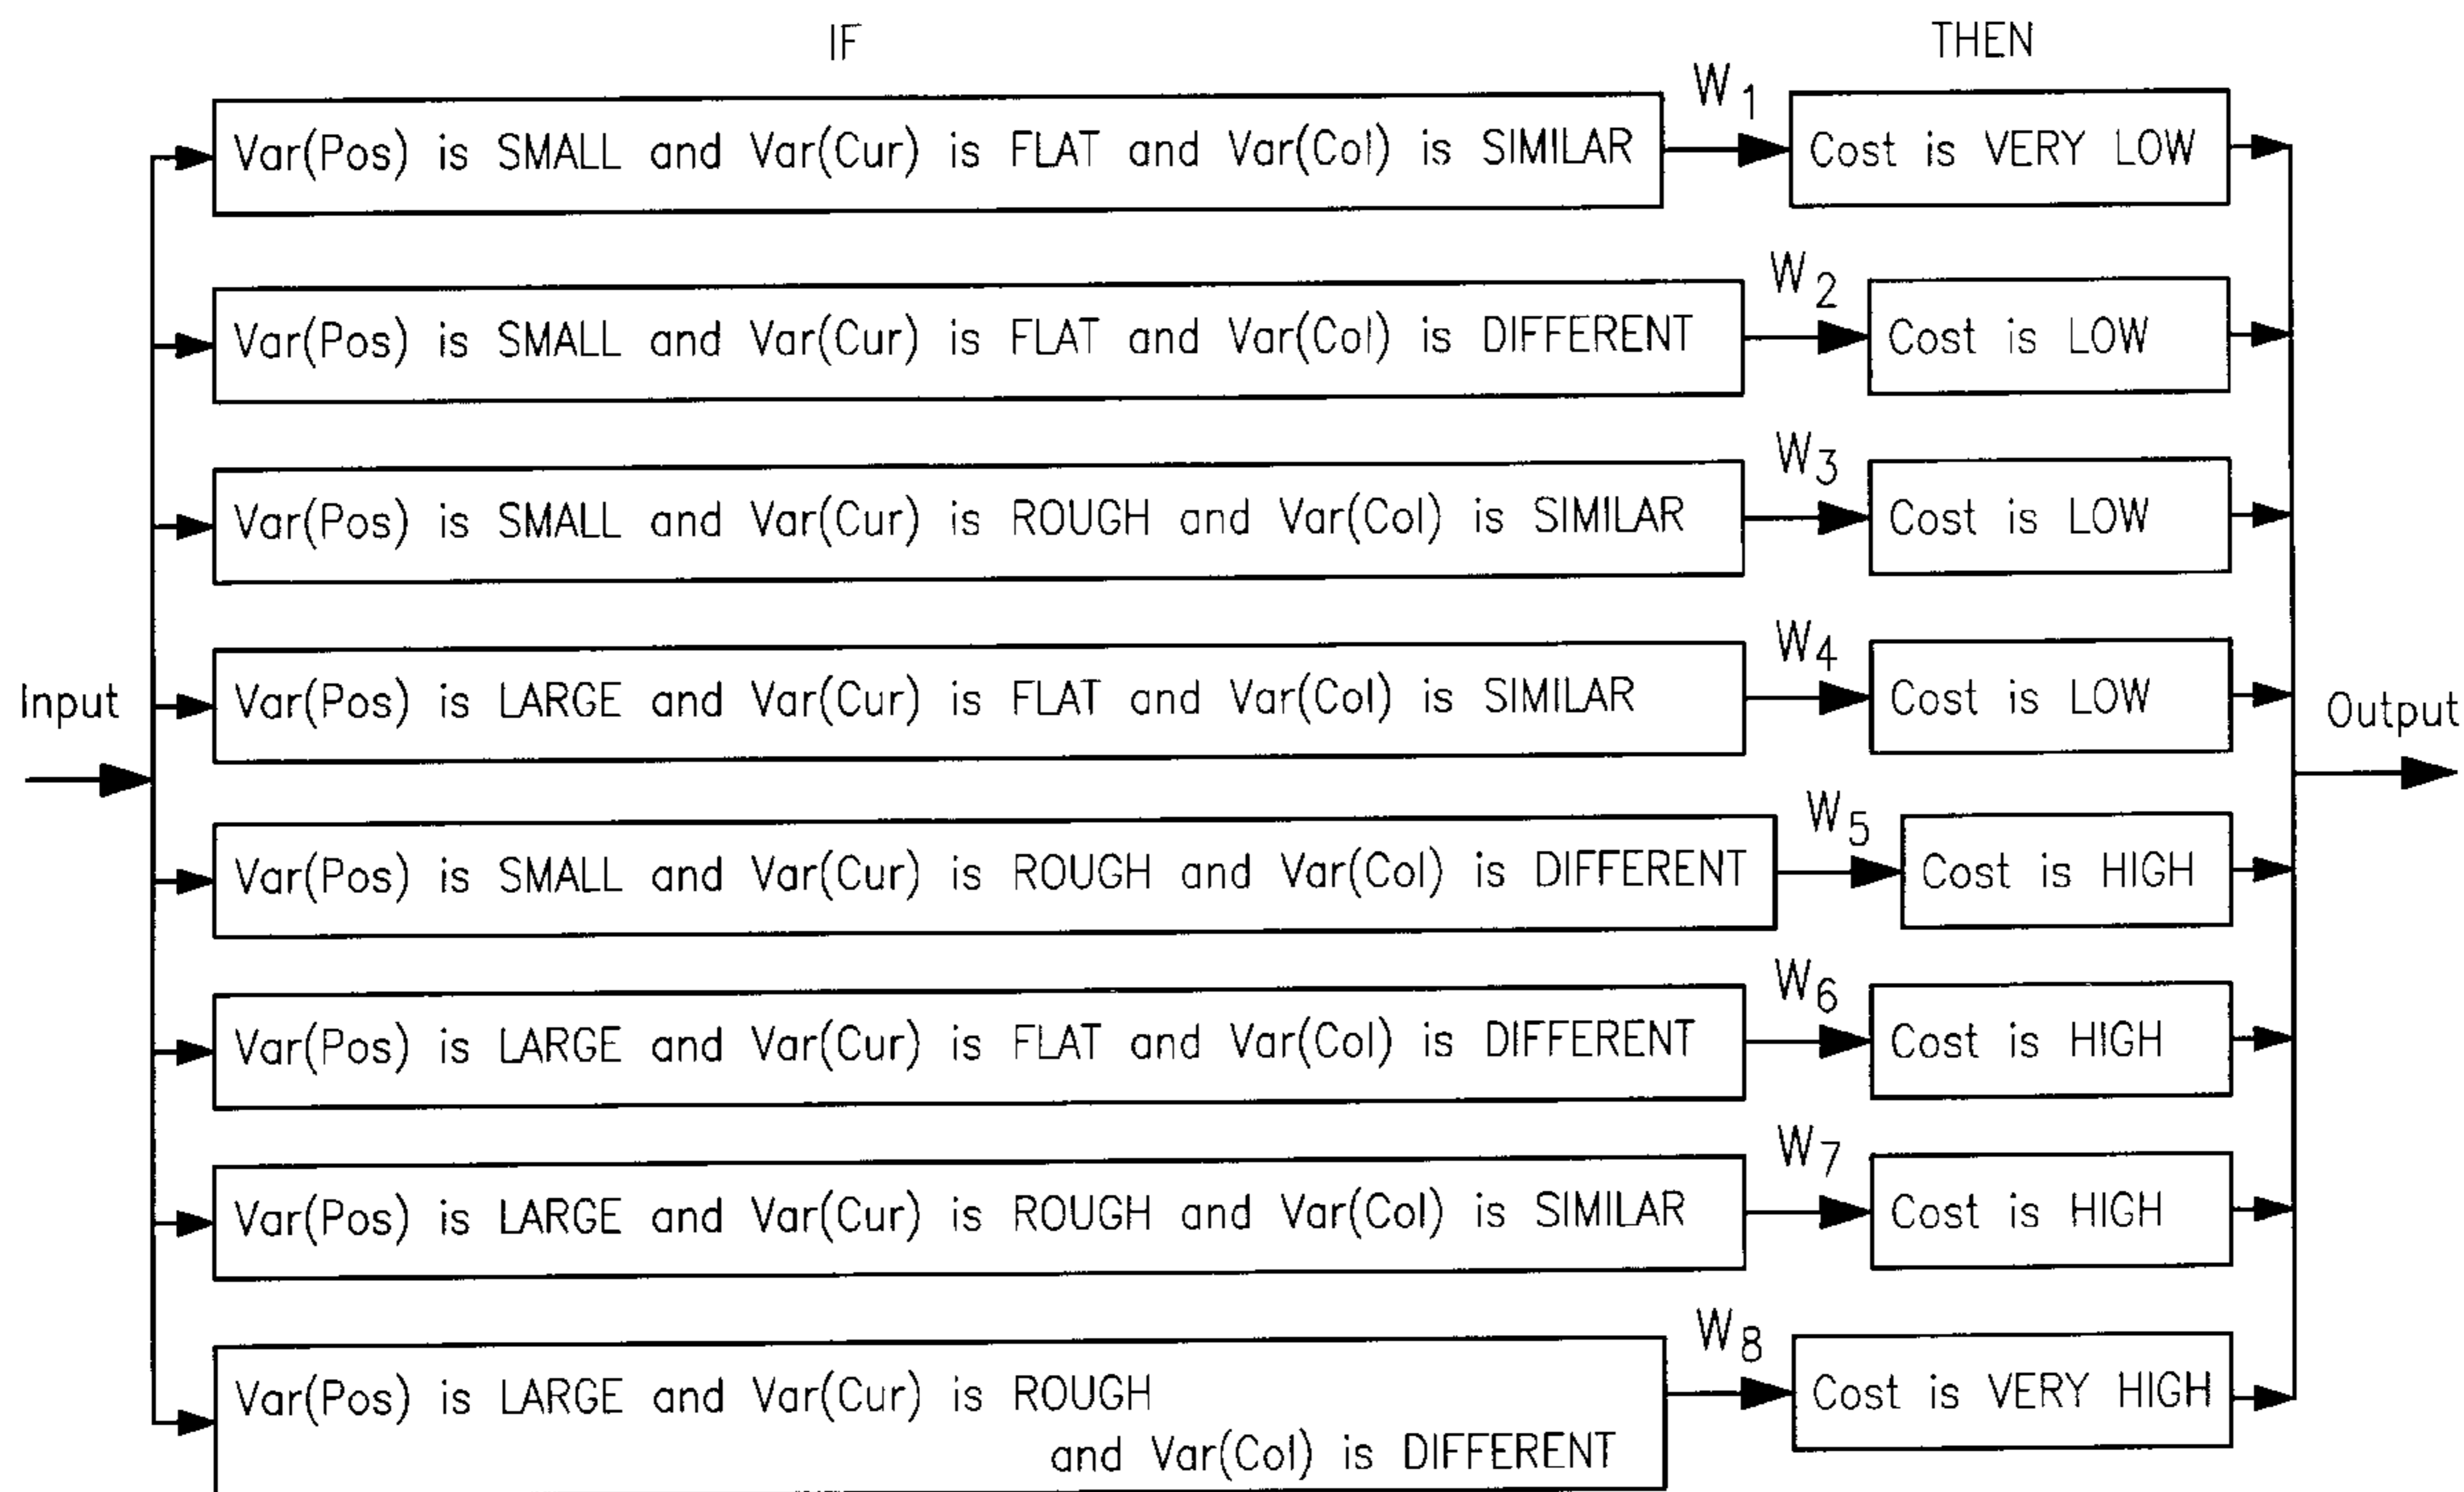 IF THEN
Var(Pos) is SMALL and Var(Cur) is FLAT and Var(Col) is SIMILAR W1 Cost is VERY LOW
Var(Pos) is SMALL and Var(Cur) is FLAT and Var(Col) is DIFFERENT W2 Cost is LOW
Var(Pos) is SMALL and Var(Cur) is ROUGH and Var(Col) is SIMILAR W3 Cost is LOW
Var(Pos) is LARGE and Var(Cur) is FLAT and Var(Col) is SIMILAR W4 Cost is LOW
Input Output
Var(Pos) is SMALL and Var(Cur) is ROUGH and Var(Col) is DIFFERENT W5 Cost is HIGH
Var(Pos) is LARGE and Var(Cur) is FLAT and Var(Col) is DIFFERENT W6 Cost is HIGH
Var(Pos) is LARGE and Var(Cur) is ROUGH and Var(Col) is SIMILAR W7 Cost is HIGH
Var(Pos) is LARGE and Var(Cur) is ROUGH W8 Cost is VERY HIGH
and Var(Col) is DIFFERENT